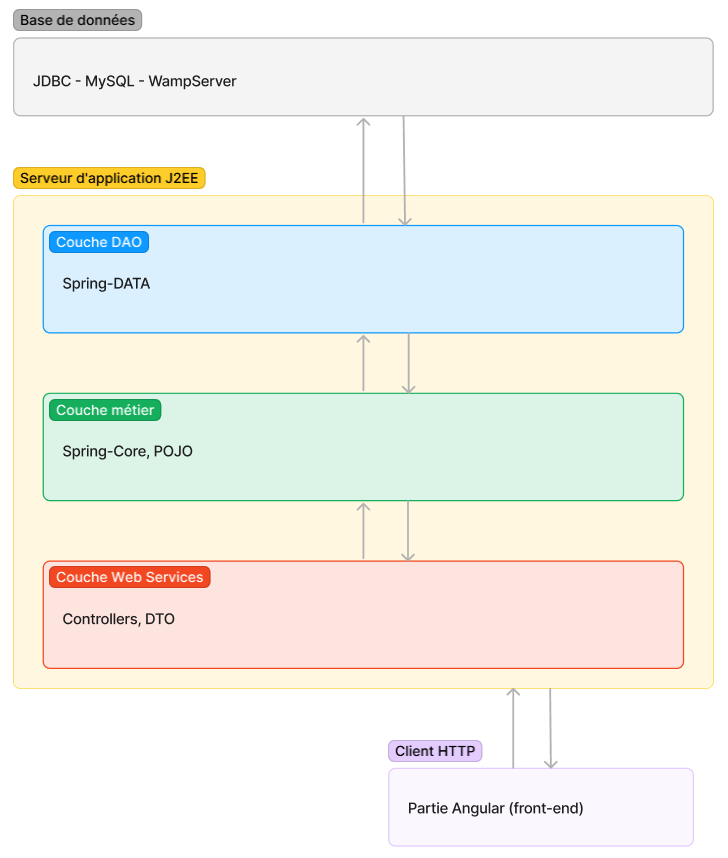 Base de données
JDBC - MySQL - WampServer
Serveur d'application J2EE
Couche DAO
Spring-DATA
Couche métier
Spring-Core, POJO
Couche Web Services
Controllers, DTO
Client HTTP
Partie Angular (front-end)